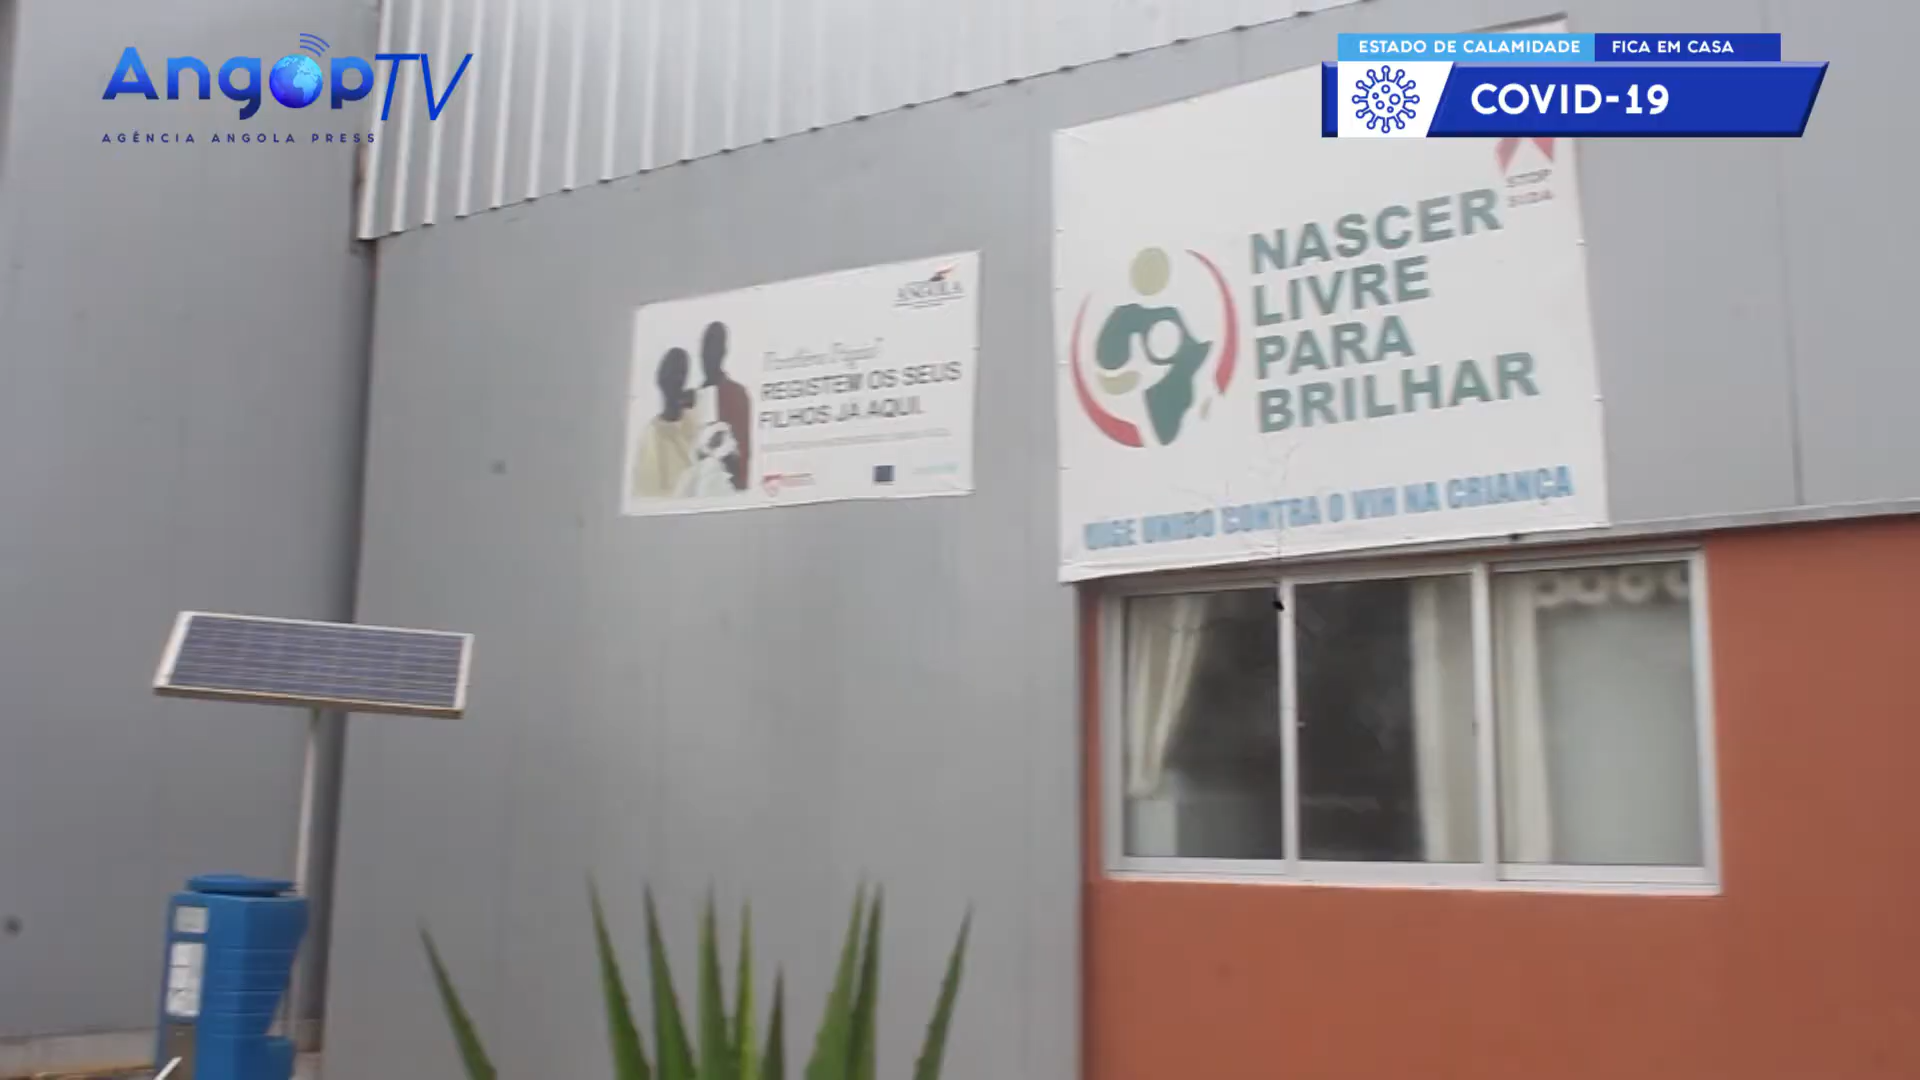 AngopTV
AGÊNCIA ANGOLA PRESS
ESTADO DE CALAMIDADE
FICA EM CASA
COVID-19
STOP
SIDA
NASCER
LIVRE
PARA
BRILHAR
UIGE UNIDO CONTRA O VIH NA CRIANÇA
ANGOLA
REGISTEM OS SEUS
FILHOS JÁ AQUI.